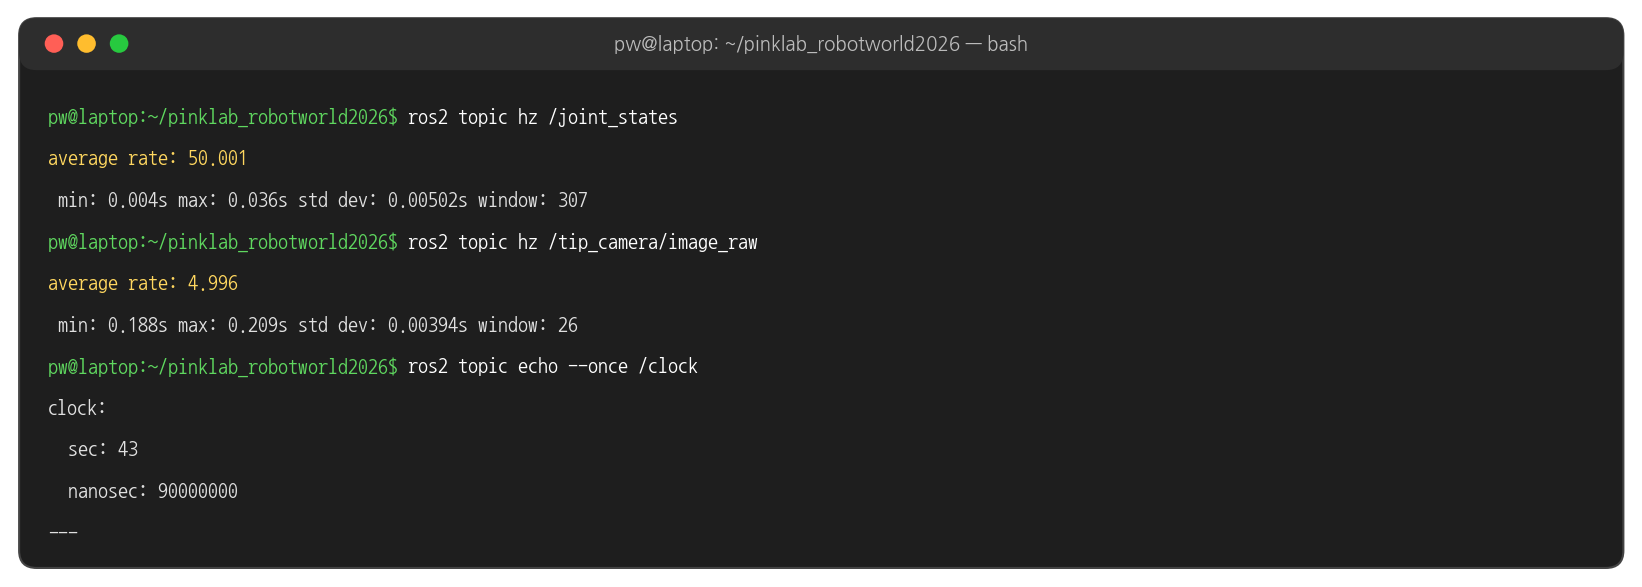 pw@laptop: ~/pinklab_robotworld2026 — bash
pw@laptop:~/pinklab_robotworld2026$ ros2 topic hz /joint_states
average rate: 50.001
 min: 0.004s max: 0.036s std dev: 0.00502s window: 307
pw@laptop:~/pinklab_robotworld2026$ ros2 topic hz /tip_camera/image_raw
average rate: 4.996
 min: 0.188s max: 0.209s std dev: 0.00394s window: 26
pw@laptop:~/pinklab_robotworld2026$ ros2 topic echo --once /clock
clock:
  sec: 43
  nanosec: 90000000
---